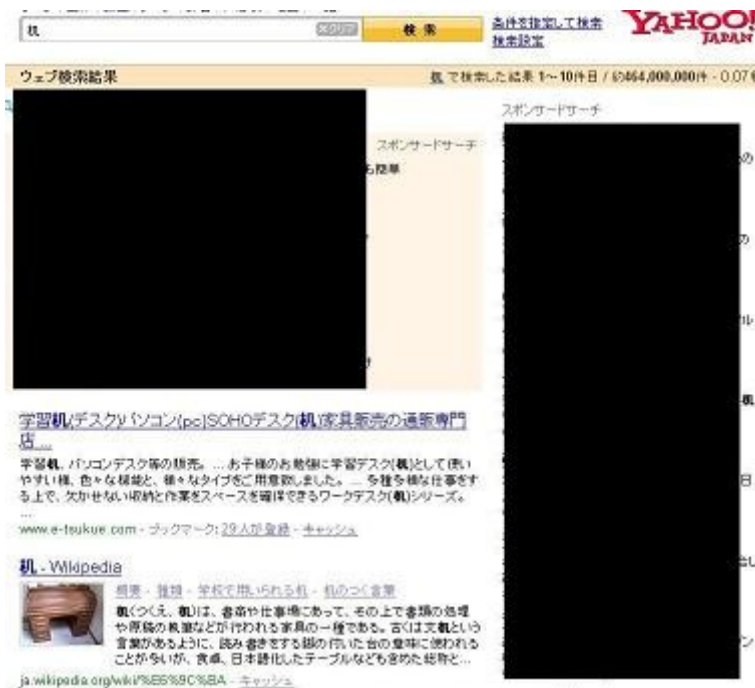 机
×クリア
検 索
条件を指定して検索
検索設定
YAHOO!
JAPAN
ウェブ検索結果
机 で検索した結果 1~10件目 / 約464,000,000件 - 0.07
スポンサードサーチ
スポンサードサーチ
も簡単
の
の
ル
机
日
ン
学習机(デスク)パソコン(pc)SOHOデスク(机)家具販売の通販専門
店 ...
学習机、パソコンデスク等の販売。 ... お子様のお勉強に学習デスク(机)として使い
やすい様、色々な機能と、様々なタイプをご用意致しました。 ... 多種多様な仕事をす
る上で、欠かせない収納と作業をスペースを確保できるワークデスク(机)シリーズ。
...
www.e-tsukue.com - ブックマーク: 29人が登録 - キャッシュ
机 - Wikipedia
概要 - 種類 - 学校で用いられる机 - 机のつく言葉
机(つくえ、机)は、書斎や仕事場にあって、その上で書類の処理
や原稿の執筆などが行われる家具の一種である。古くは文机という
言葉があるように、読み書きをする脚の付いた台の意味に使われる
ことが多いが、食卓、日本語化したテーブルなども含めた総称と...
ja.wikipedia.org/wiki/%E6%9C%BA - キャッシュ